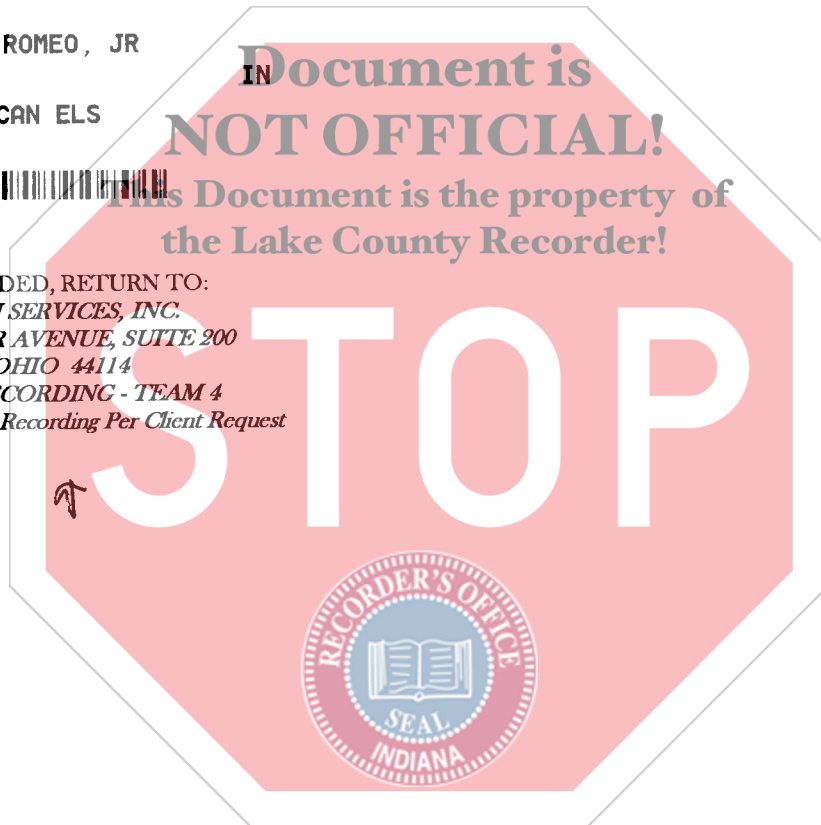 ROMEO, JR
IN
Document is
CAN ELS
NOT OFFICIAL!
This Document is the property of
the Lake County Recorder!
DED, RETURN TO:
SERVICES, INC.
AVENUE, SUITE 200
OHIO 44114
CORDING - TEAM 4
Recording Per Client Request
STOP
RECORDER'S OFFICE
SEAL
INDIANA